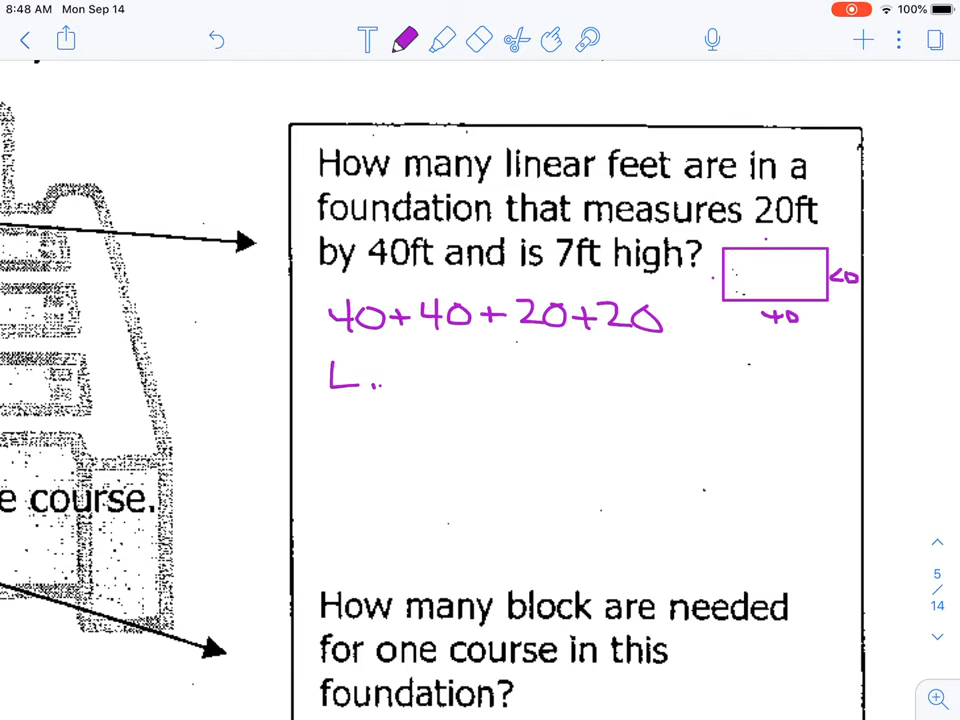 8:48 AM Mon Sep 14
100%
T
How many linear feet are in a
foundation that measures 20ft
by 40ft and is 7ft high?
20
40
40+40+20+20
L
e course.
How many block are needed
for one course in this
foundation?
5
/
14